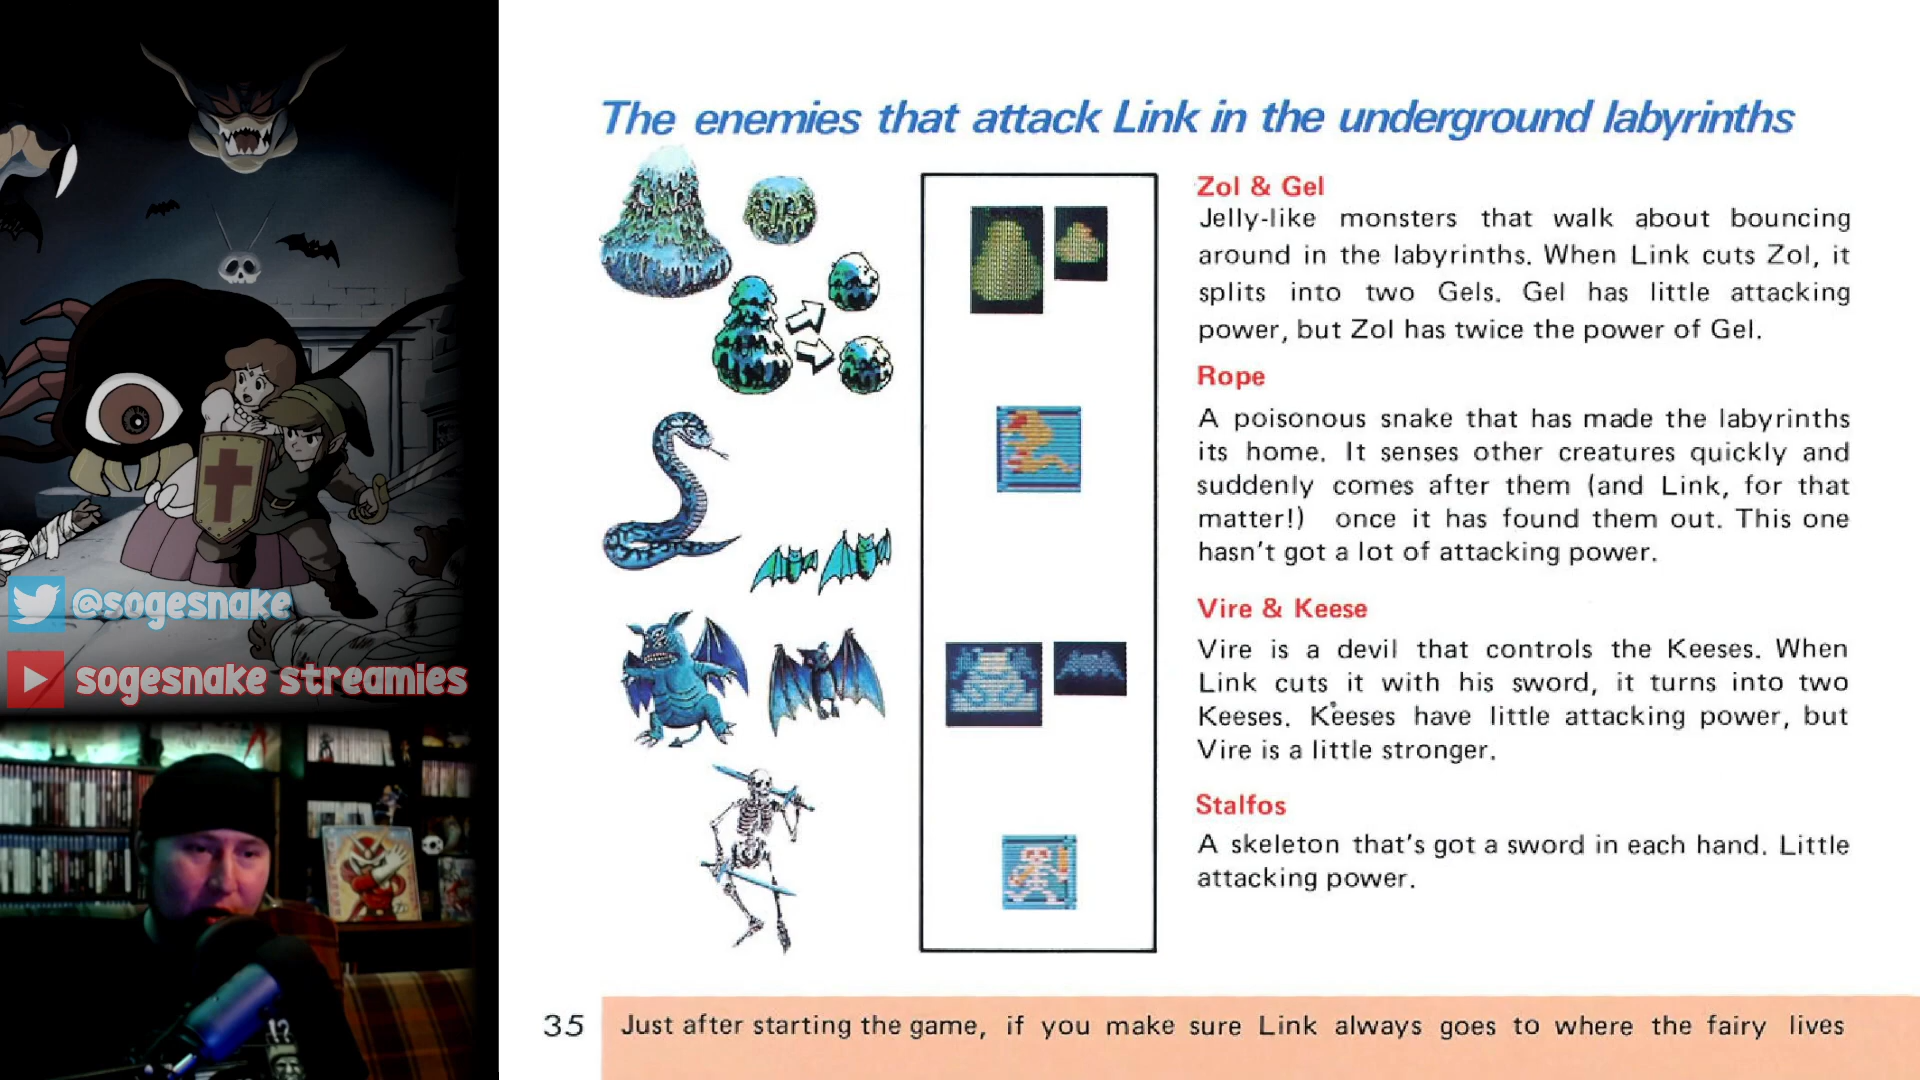 The enemies that attack Link in the underground labyrinths
Zol & Gel
Jelly-like monsters that walk about bouncing
around in the labyrinths. When Link cuts Zol, it
splits into two Gels. Gel has little attacking
power, but Zol has twice the power of Gel.
Rope
A poisonous snake that has made the labyrinths
its home. It senses other creatures quickly and
suddenly comes after them (and Link, for that
matter!) once it has found them out. This one
hasn't got a lot of attacking power.
Vire & Keese
Vire is a devil that controls the Keeses. When
Link cuts it with his sword, it turns into two
Keeses. Keeses have little attacking power, but
Vire is a little stronger.
Stalfos
A skeleton that's got a sword in each hand. Little
attacking power.
35 Just after starting the game, if you make sure Link always goes to where the fairy lives
@sogesnake
sogesnake streamies